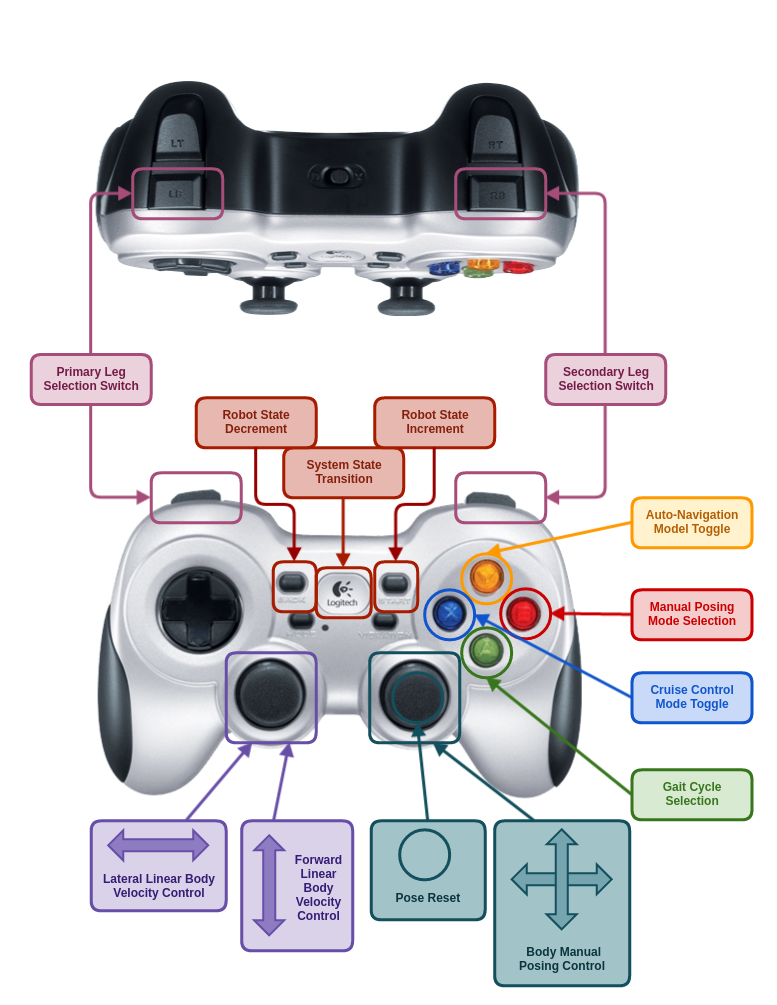 LT
RT
LB
RB
Primary Leg
Selection Switch
Secondary Leg
Selection Switch
Robot State
Decrement
Robot State
Increment
System State
Transition
Auto-Navigation
Model Toggle
BACK
Logitech
START
Y
X
B
A
MODE
VIBRATION
Manual Posing
Mode Selection
Cruise Control
Mode Toggle
Gait Cycle
Selection
Lateral Linear Body
Velocity Control
Forward
Linear
Body
Velocity
Control
Pose Reset
Body Manual
Posing Control